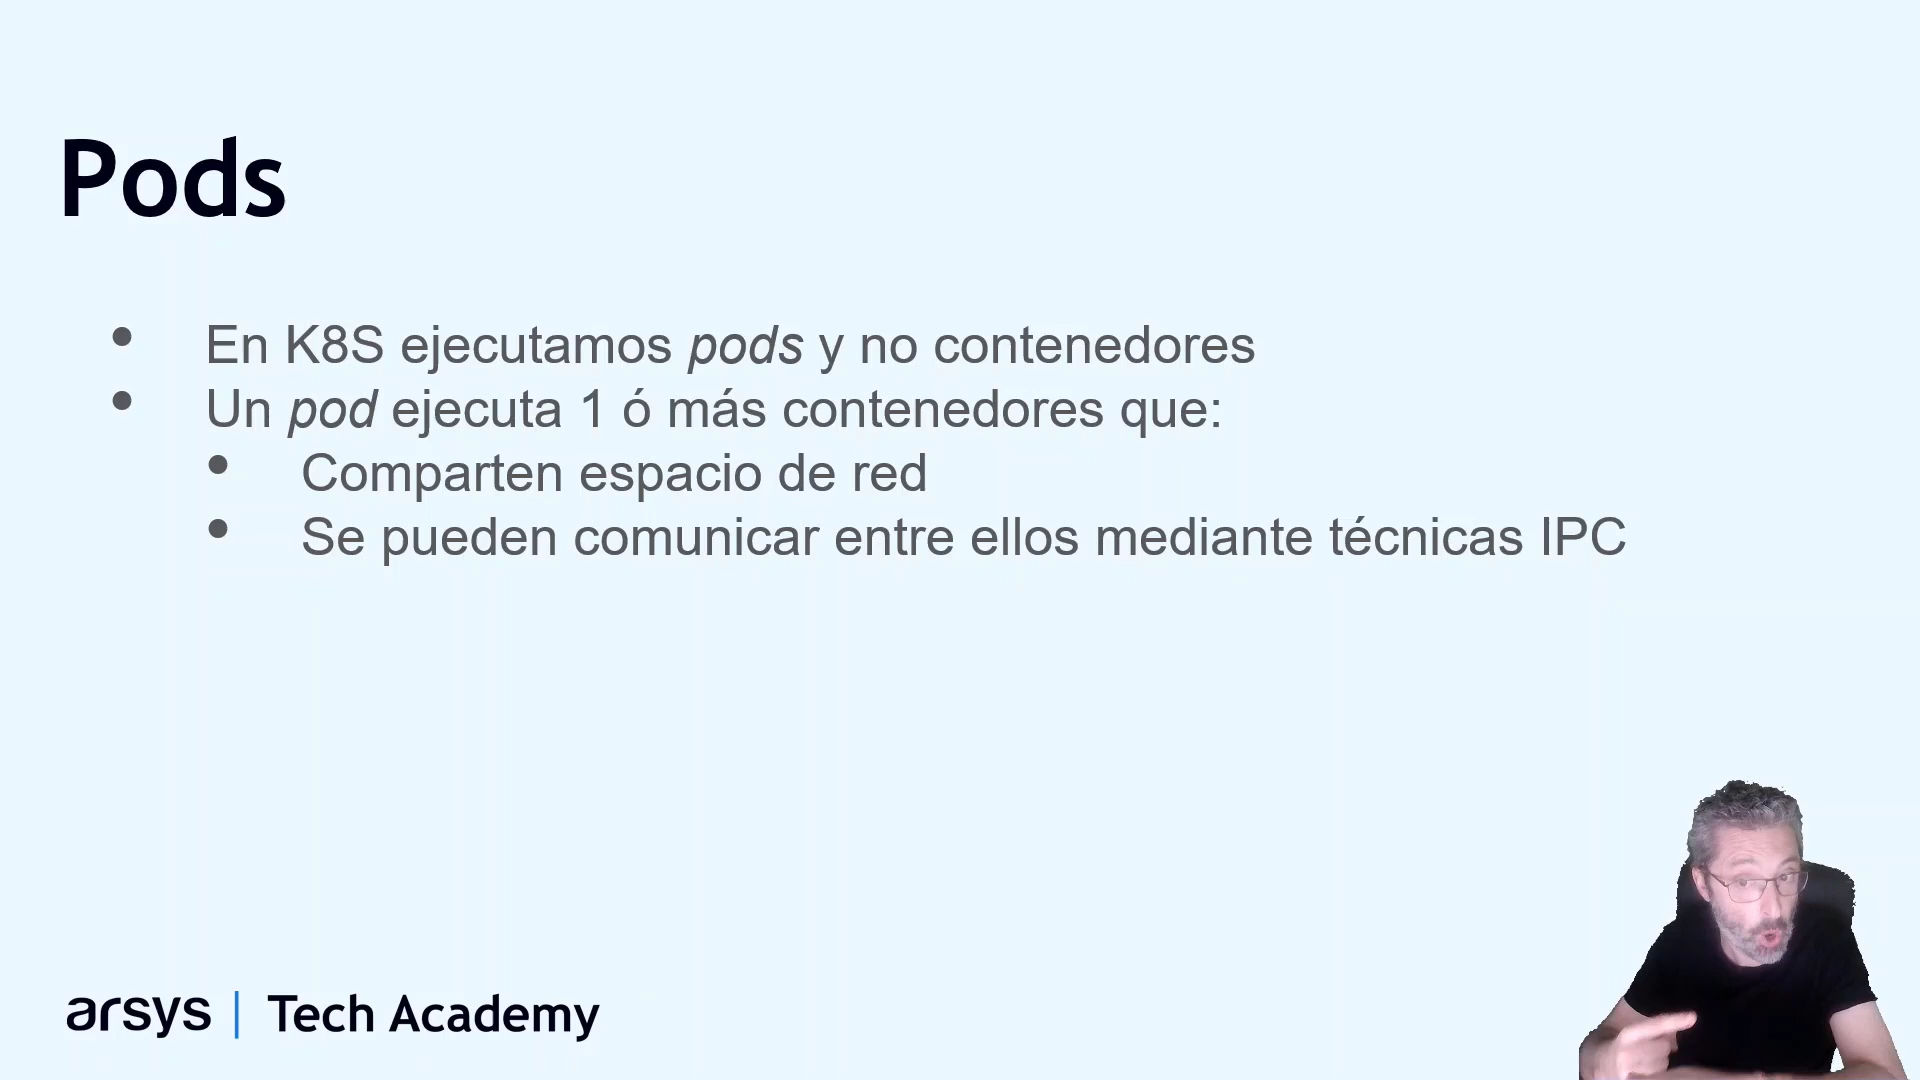 Pods
• En K8S ejecutamos pods y no contenedores
• Un pod ejecuta 1 ó más contenedores que:
• Comparten espacio de red
• Se pueden comunicar entre ellos mediante técnicas IPC
arsys | Tech Academy